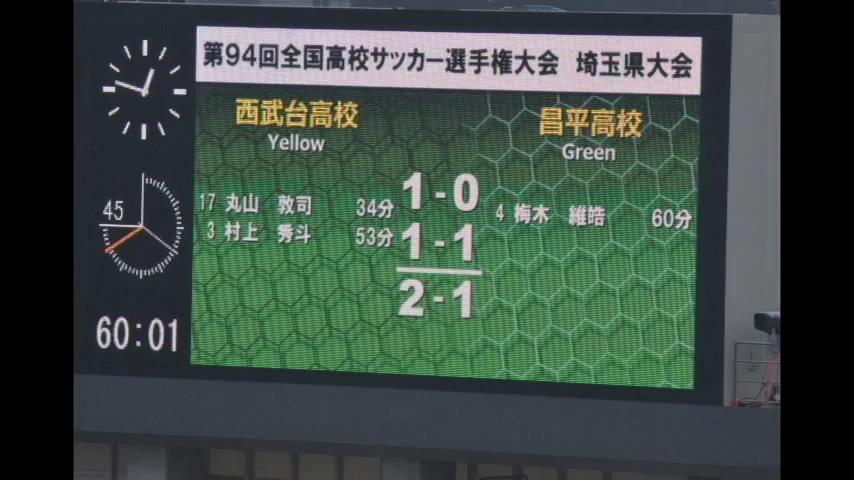 第94回全国高校サッカー選手権大会　埼玉県大会
西武台高校
Yellow
昌平高校
Green
1-0
17 丸山 敦司 34分
3 村上 秀斗 53分
4 梅木 維皓 60分
1-1
2-1
45
60:01